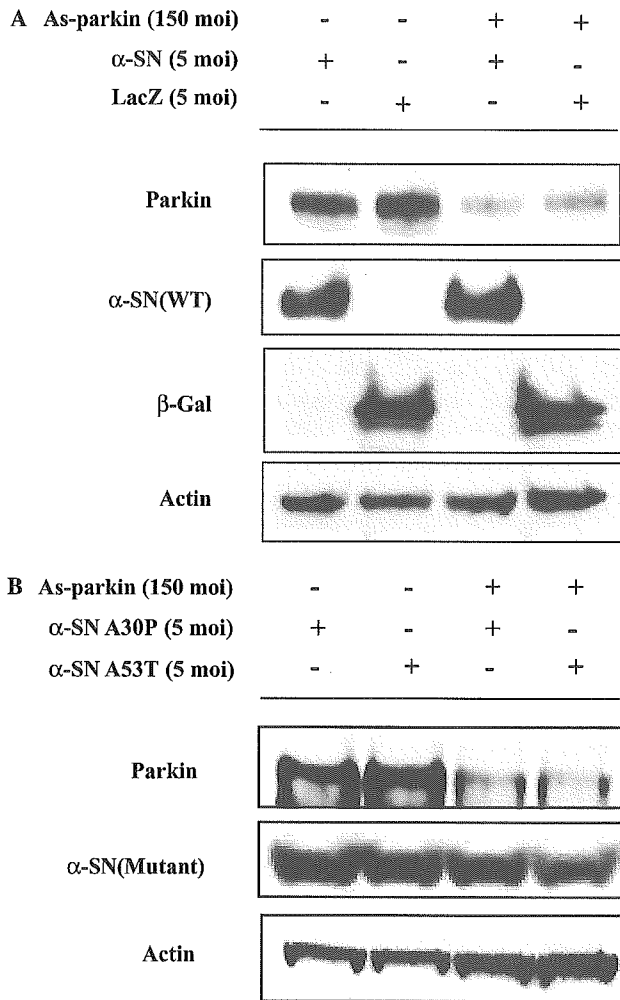 A As-parkin (150 moi) - - + +
α-SN (5 moi) + - + -
LacZ (5 moi) - + - +
Parkin
α-SN(WT)
β-Gal
Actin
B As-parkin (150 moi) - - + +
α-SN A30P (5 moi) + - + -
α-SN A53T (5 moi) - + - +
Parkin
α-SN(Mutant)
Actin